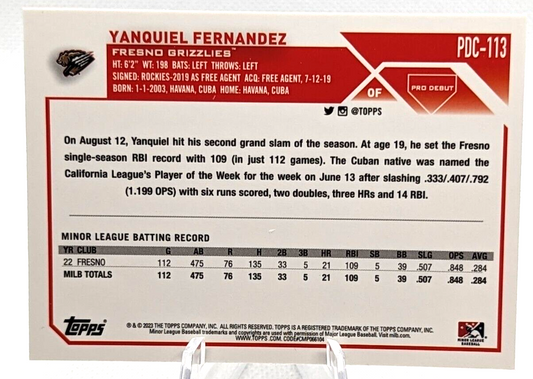 YANQUIEL FERNANDEZ
PDC-113
FRESNO GRIZZLIES™
HT: 6'2" WT: 198 BATS: LEFT THROWS: LEFT
SIGNED: ROCKIES-2019 AS FREE AGENT ACQ: FREE AGENT, 7-12-19
BORN: 1-1-2003, HAVANA, CUBA HOME: HAVANA, CUBA
OF
PRO DEBUT
@TOPPS
On August 12, Yanquiel hit his second grand slam of the season. At age 19, he set the Fresno
single-season RBI record with 109 (in just 112 games). The Cuban native was named the
California League's Player of the Week for the week on June 13 after slashing .333/.407/.792
(1.199 OPS) with six runs scored, two doubles, three HRs and 14 RBI.
MINOR LEAGUE BATTING RECORD
YR CLUB G AB R H 2B 3B HR RBI SB BB SLG OPS AVG
22 FRESNO 112 475 76 135 33 5 21 109 5 39 .507 .848 .284
MILB TOTALS 112 475 76 135 33 5 21 109 5 39 .507 .848 .284
Topps
® & © 2023 THE TOPPS COMPANY, INC. ALL RIGHTS RESERVED. TOPPS IS A REGISTERED TRADEMARK OF THE TOPPS COMPANY, INC.
Minor League Baseball trademarks and copyrights are used with permission of Major League Baseball. Visit milb.com.
WWW.TOPPS.COM. CODE#CMP066104
MINOR LEAGUE
BASEBALL